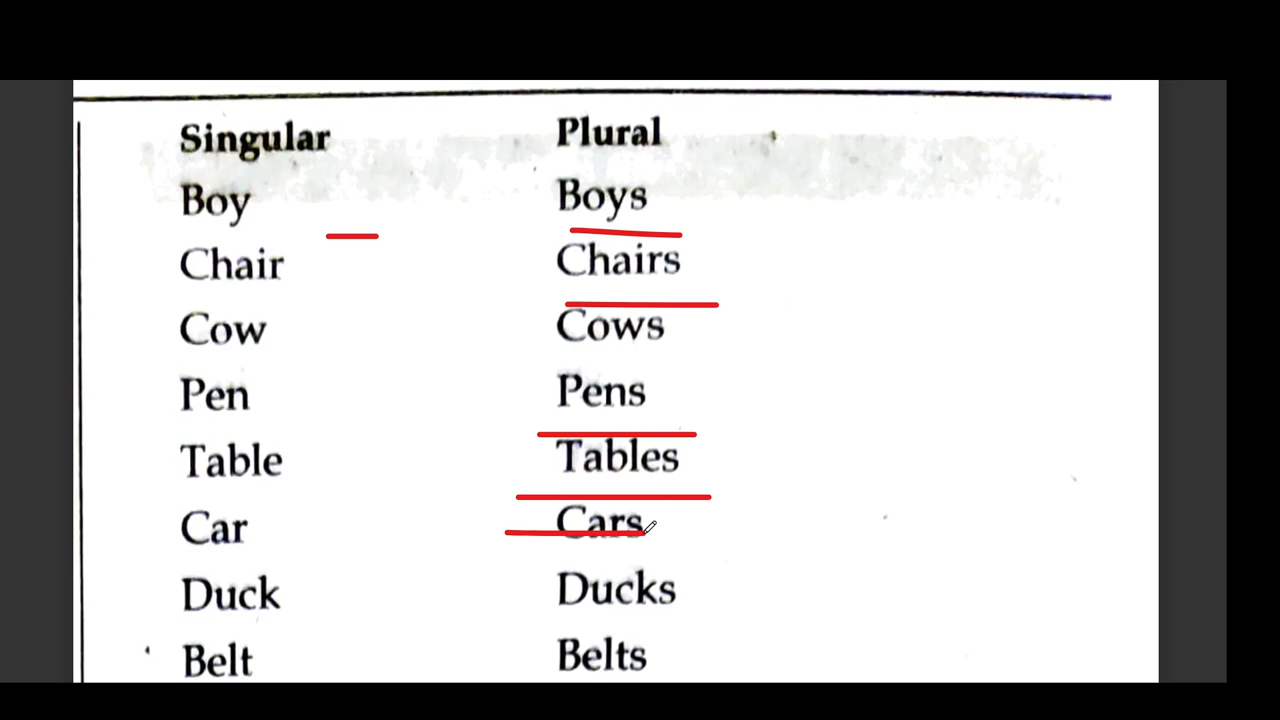 Singular Plural
Boy Boys
Chair Chairs
Cow Cows
Pen Pens
Table Tables
Car Cars
Duck Ducks
Belt Belts